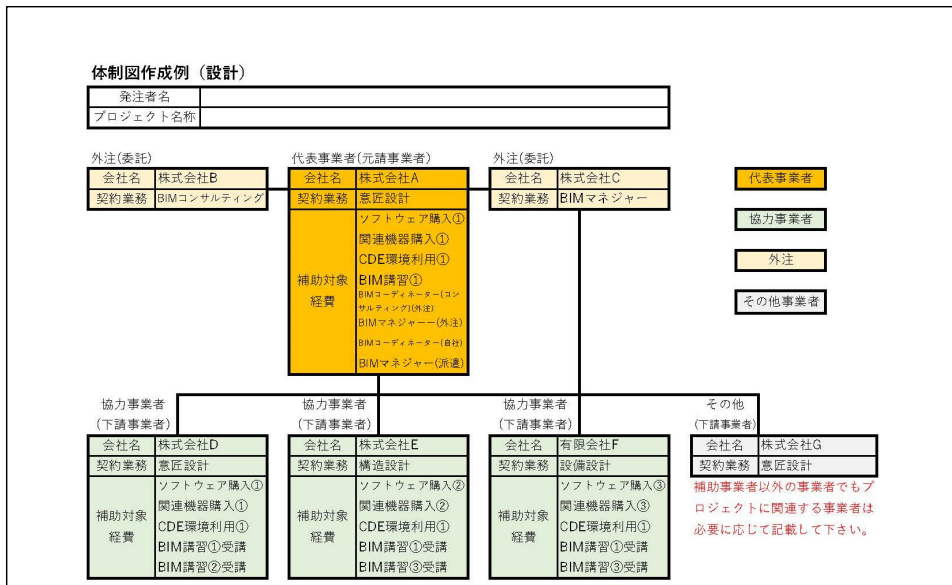 体制図作成例（設計）
発注者名
プロジェクト名称
外注(委託)
会社名 株式会社B
契約業務 BIMコンサルティング
代表事業者(元請事業者)
会社名 株式会社A
契約業務 意匠設計
補助対象
経費
ソフトウェア購入①
関連機器購入①
CDE環境利用①
BIM講習①
BIMコーディネーター(コン
サルティング)(外注)
BIMマネジャーー(外注)
BIMコーディネーター(自社)
BIMマネジャー(派遣)
外注(委託)
会社名 株式会社C
契約業務 BIMマネジャー
代表事業者
協力事業者
外注
その他事業者
協力事業者
(下請事業者)
会社名 株式会社D
契約業務 意匠設計
補助対象
経費
ソフトウェア購入①
関連機器購入①
CDE環境利用①
BIM講習①受講
BIM講習②受講
協力事業者
(下請事業者)
会社名 株式会社E
契約業務 構造設計
補助対象
経費
ソフトウェア購入②
関連機器購入②
CDE環境利用①
BIM講習①受講
BIM講習③受講
協力事業者
(下請事業者)
会社名 有限会社F
契約業務 設備設計
補助対象
経費
ソフトウェア購入③
関連機器購入③
CDE環境利用①
BIM講習①受講
BIM講習③受講
その他
(下請事業者)
会社名 株式会社G
契約業務 意匠設計
補助事業者以外の事業者でもプ
ロジェクトに関連する事業者は
必要に応じて記載して下さい。